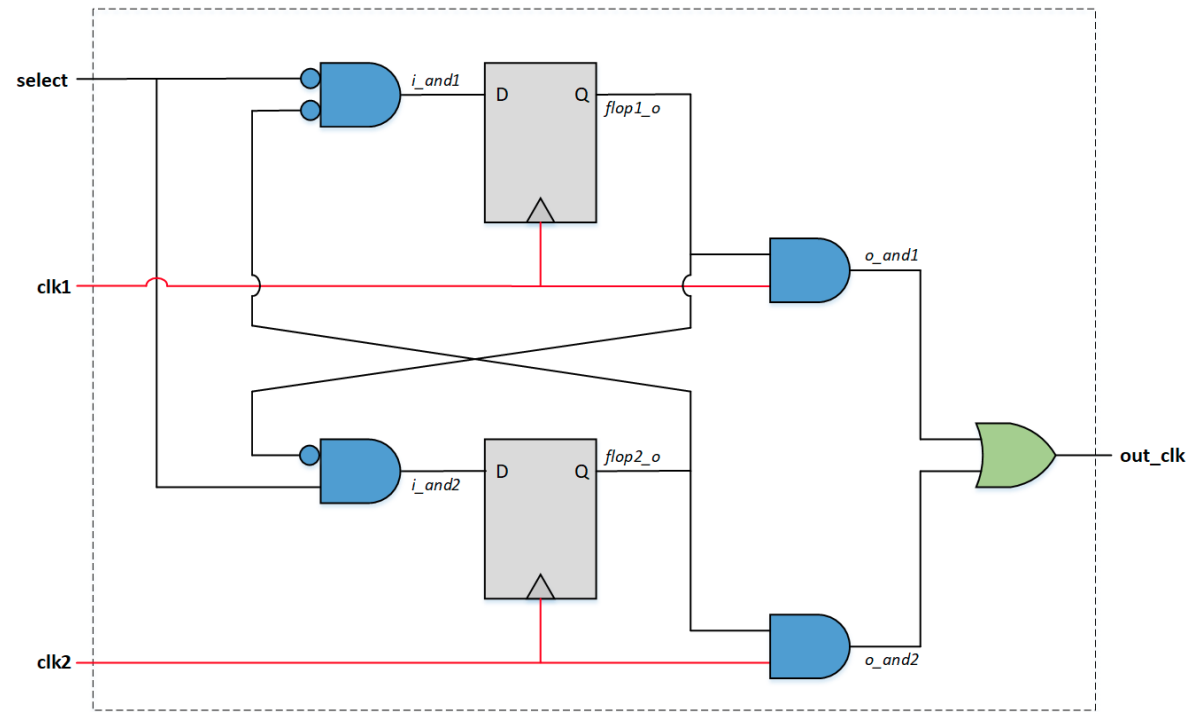 select
i_and1
D
Q
flop1_o
o_and1
clk1
flop2_o
D
Q
i_and2
out_clk
clk2
o_and2